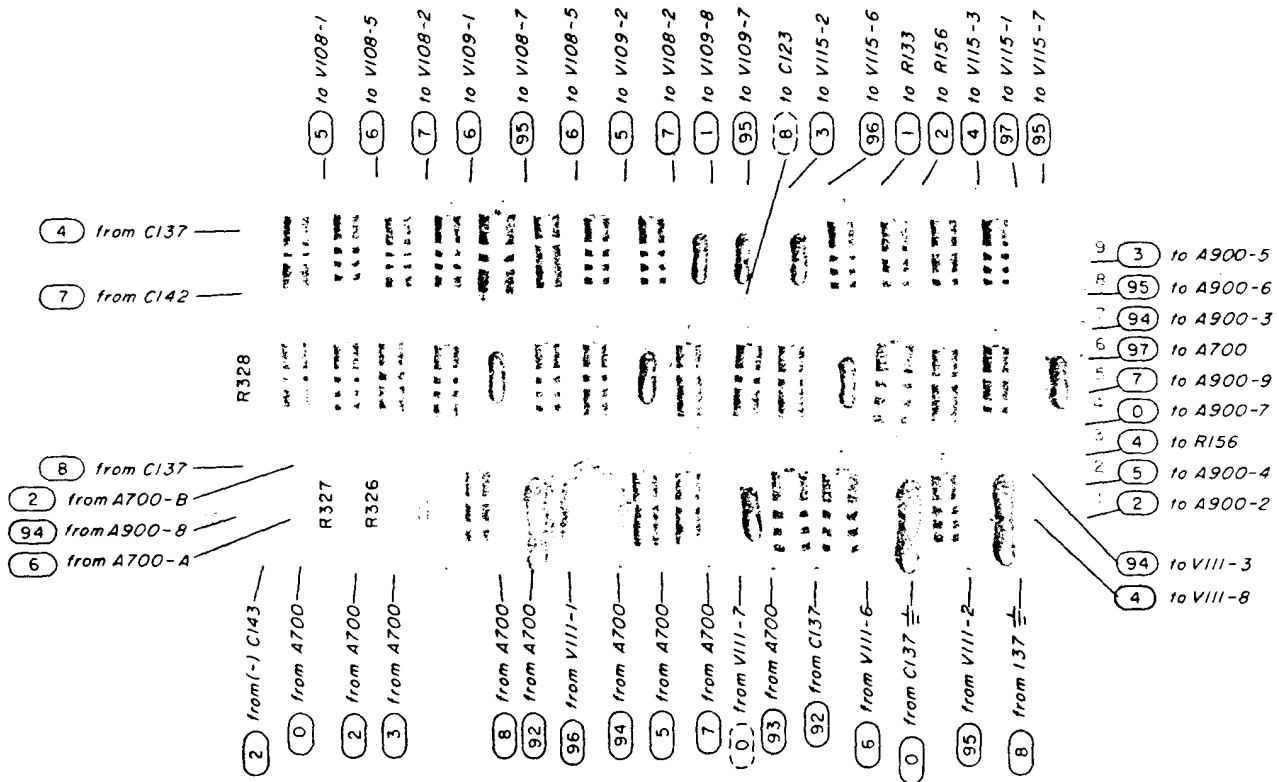 5 to V108-1
6 to V108-5
7 to V108-2
6 to V109-1
95 to V108-7
6 to V108-5
5 to V109-2
7 to V108-2
1 to V109-8
95 to V109-7
8 to C123
3 to V115-2
96 to V115-6
1 to R133
2 to R156
4 to V115-3
97 to V115-1
95 to V115-7
4 from C137
7 from C142
R328
8 from C137
2 from A700-B
94 from A900-8
6 from A700-A
R327
R326
9 3 to A900-5
8 95 to A900-6
7 94 to A900-3
6 97 to A700
7 to A900-9
0 to A900-7
3 4 to R156
2 5 to A900-4
1 2 to A900-2
94 to V111-3
4 to V111-8
2 from (-) C143
0 from A700
2 from A700
3 from A700
8 from A700
92 from A700
96 from V111-1
94 from A700
5 from A700
7 from A700
0 from V111-7
93 from A700
92 from C137
6 from V111-6
0 from C137
95 from V111-2
8 from 137